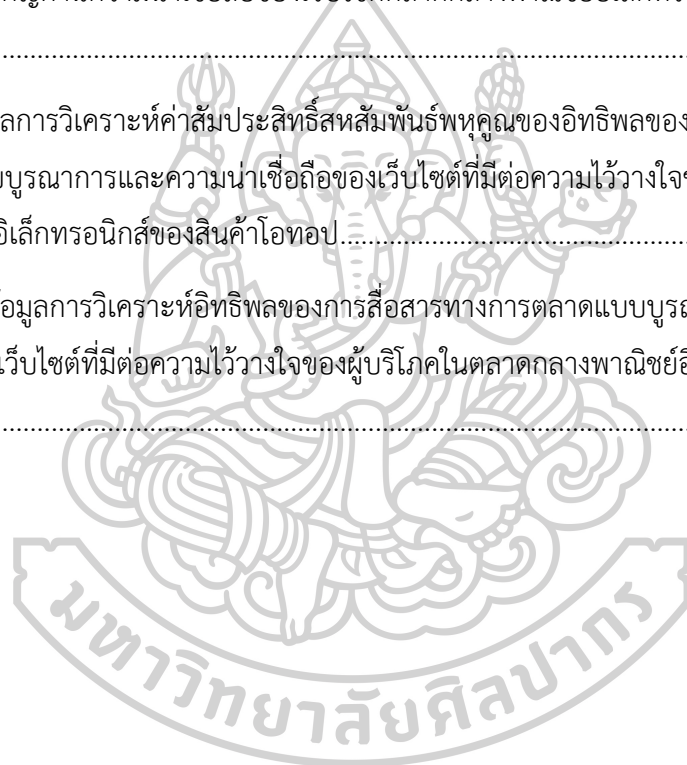 ...............................................................................................................
ลการวิเคราะห์ค่าสัมประสิทธิ์สหสัมพันธ์พหุคูณของอิทธิพลของ
บูรณาการและความน่าเชื่อถือของเว็บไซต์ที่มีต่อความไว้วางใจข
อิเล็กทรอนิกส์ของสินค้าโอทอป.......................................................
อมูลการวิเคราะห์อิทธิพลของการสื่อสารทางการตลาดแบบบูรณ
เว็บไซต์ที่มีต่อความไว้วางใจของผู้บริโภคในตลาดกลางพาณิชย์อิ
...............................................................................................................
มหาวิทยาลัยศิลปากร